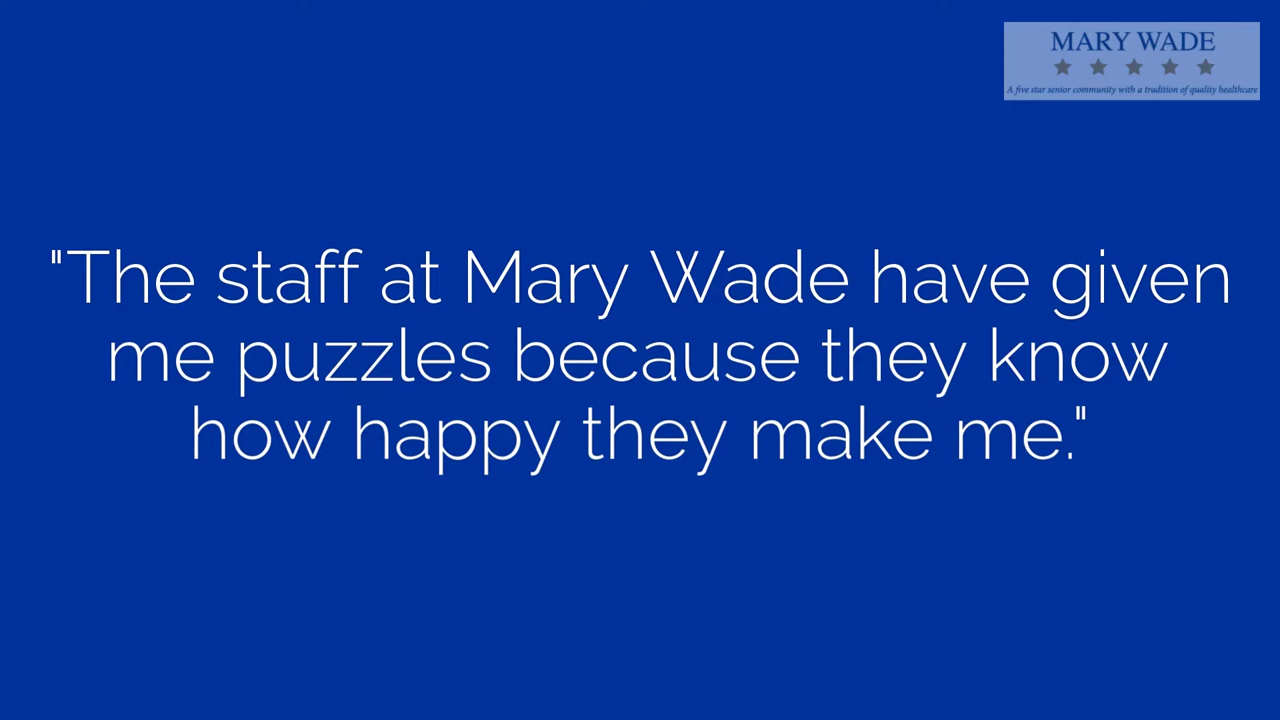 MARY WADE
A five star senior community with a tradition of quality healthcare
"The staff at Mary Wade have given
me puzzles because they know
how happy they make me."